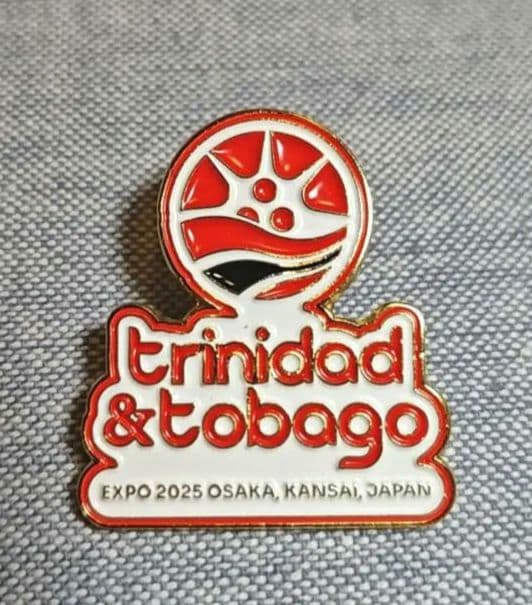 trinidad
&tobago
EXPO 2025 OSAKA, KANSAI, JAPAN